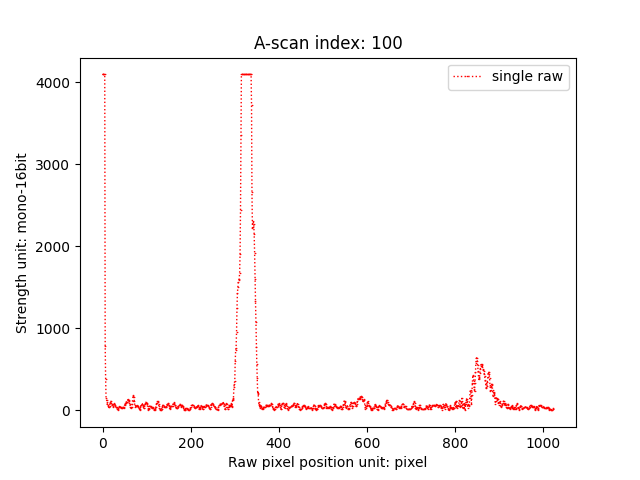 A-scan index: 100
single raw
Strength unit: mono-16bit
4000
3000
2000
1000
0
0
200
400
600
800
1000
Raw pixel position unit: pixel